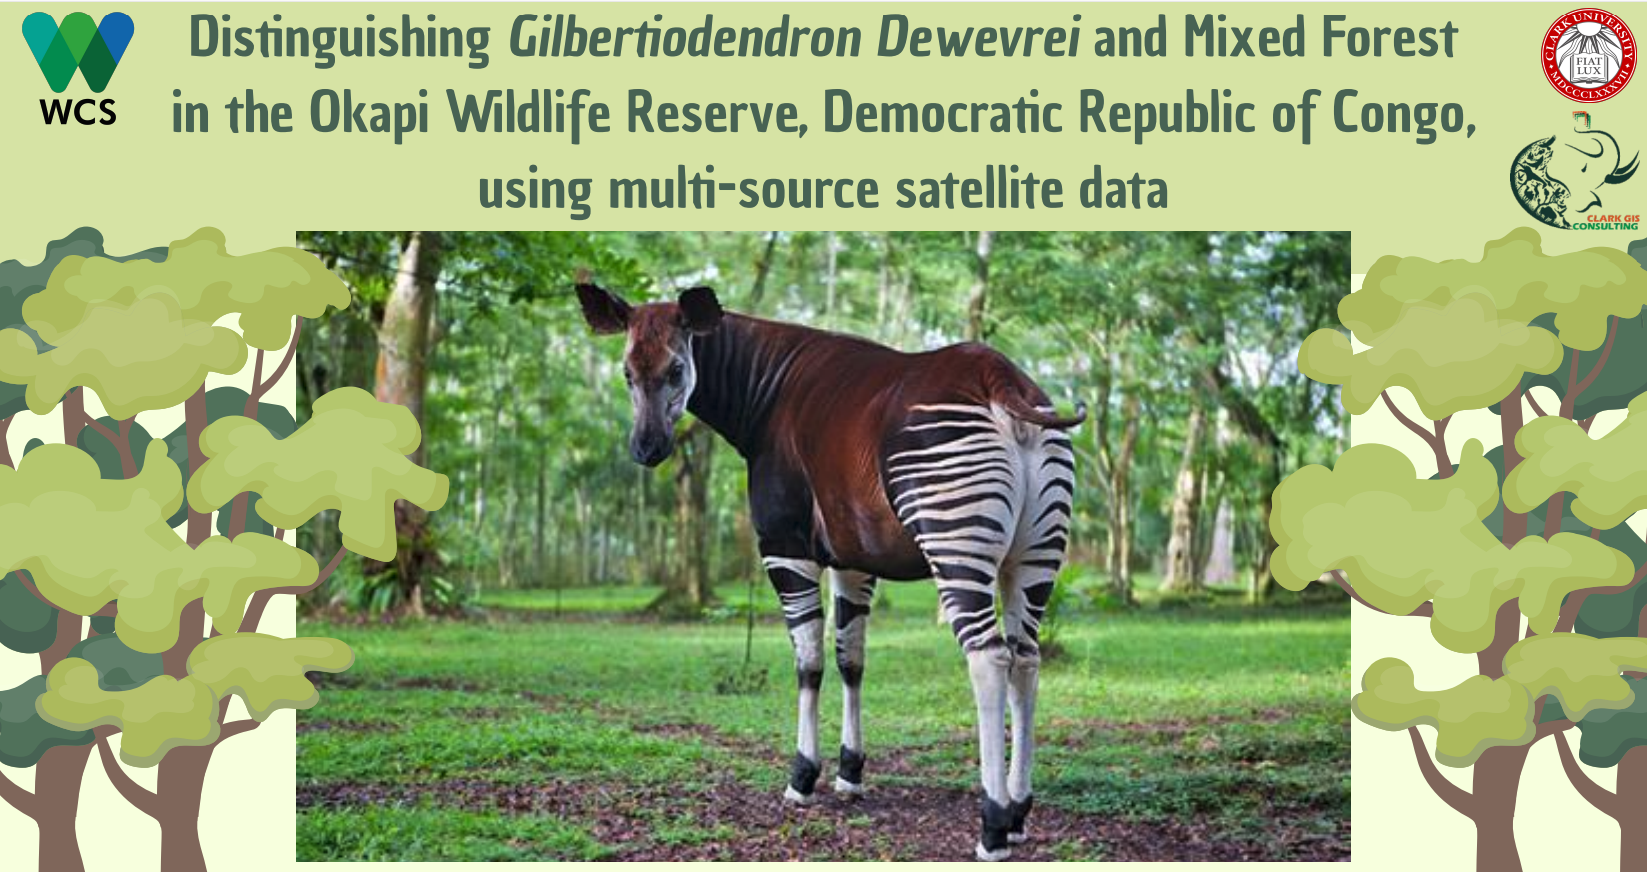 Distinguishing Gilbertiodendron Dewevrei and Mixed Forest
in the Okapi Wildlife Reserve, Democratic Republic of Congo,
using multi-source satellite data
WCS
CLARK UNIVERSITY
FIAT
LUX
MDCCCLXXXVII
CLARK GIS
CONSULTING